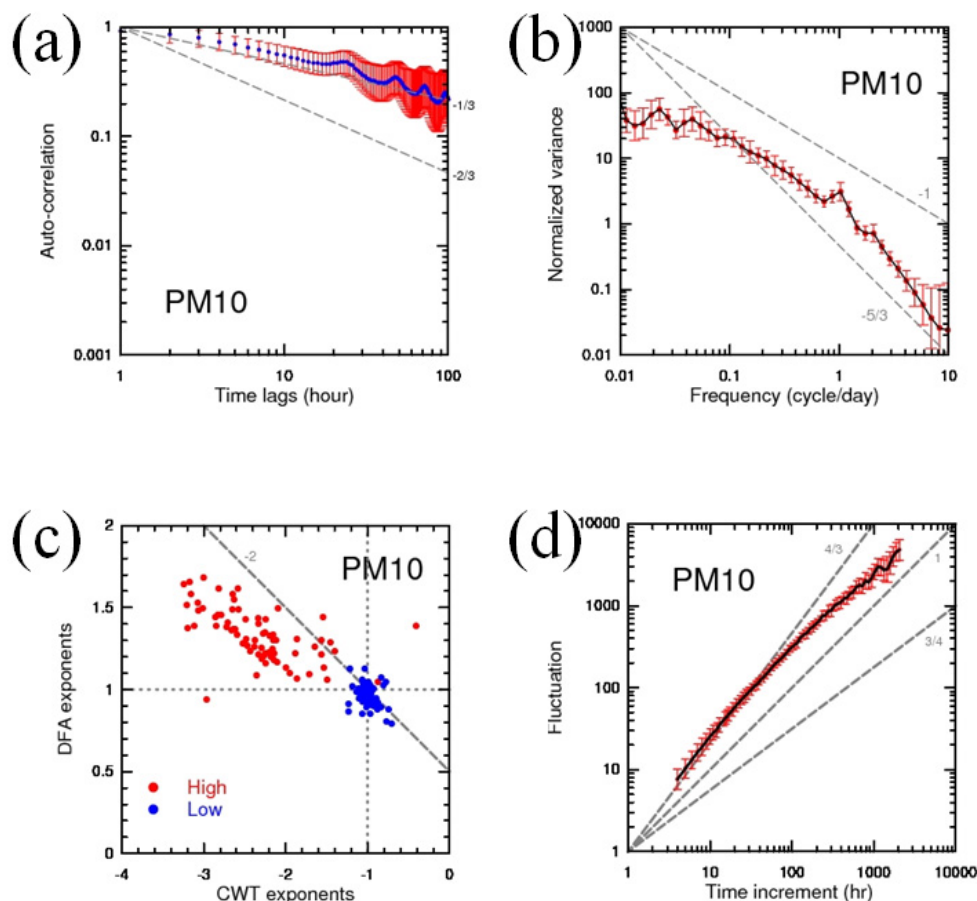 (a)
1
0.1
0.01
0.001
Auto-correlation
-1/3
-2/3
PM10
1
10
100
Time lags (hour)
(b)
1000
100
10
1
0.1
0.01
Normalized variance
PM10
-1
-5/3
0.01
0.1
1
10
Frequency (cycle/day)
(c)
2
1.5
1
0.5
0
DFA exponents
-2
PM10
High
Low
-4
-3
-2
-1
0
CWT exponents
(d)
10000
1000
100
10
1
Fluctuation
PM10
4/3
1
3/4
1
10
100
1000
10000
Time increment (hr)